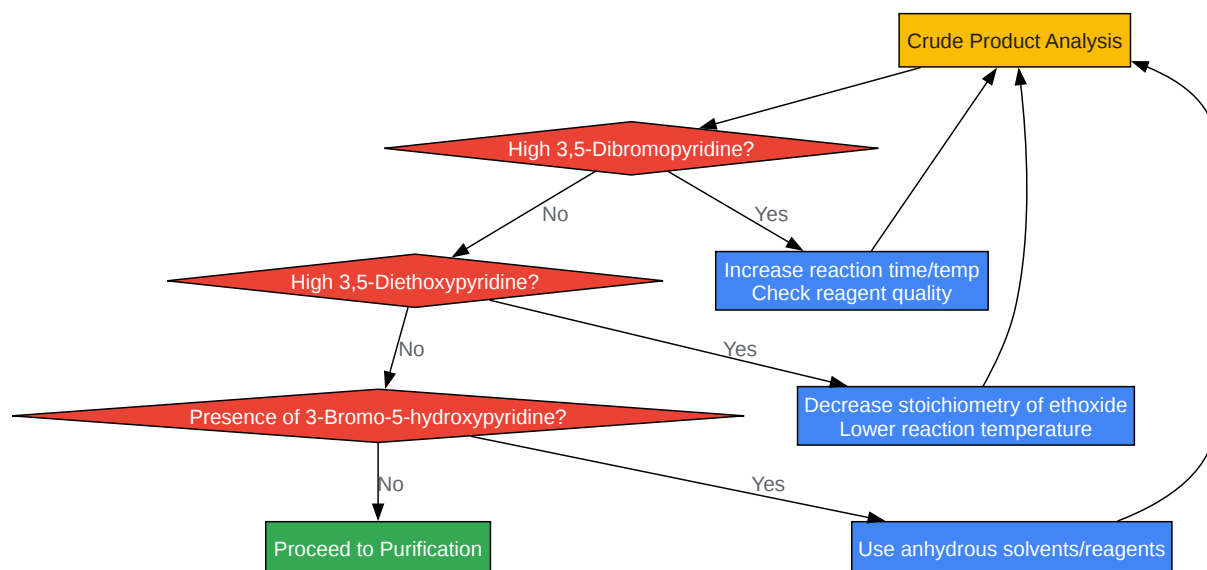 Crude Product Analysis
High 3,5-Dibromopyridine?
No
Yes
Increase reaction time/temp
Check reagent quality
High 3,5-Diethoxypyridine?
No
Yes
Decrease stoichiometry of ethoxide
Lower reaction temperature
Presence of 3-Bromo-5-hydroxypyridine?
No
Yes
Proceed to Purification
Use anhydrous solvents/reagents